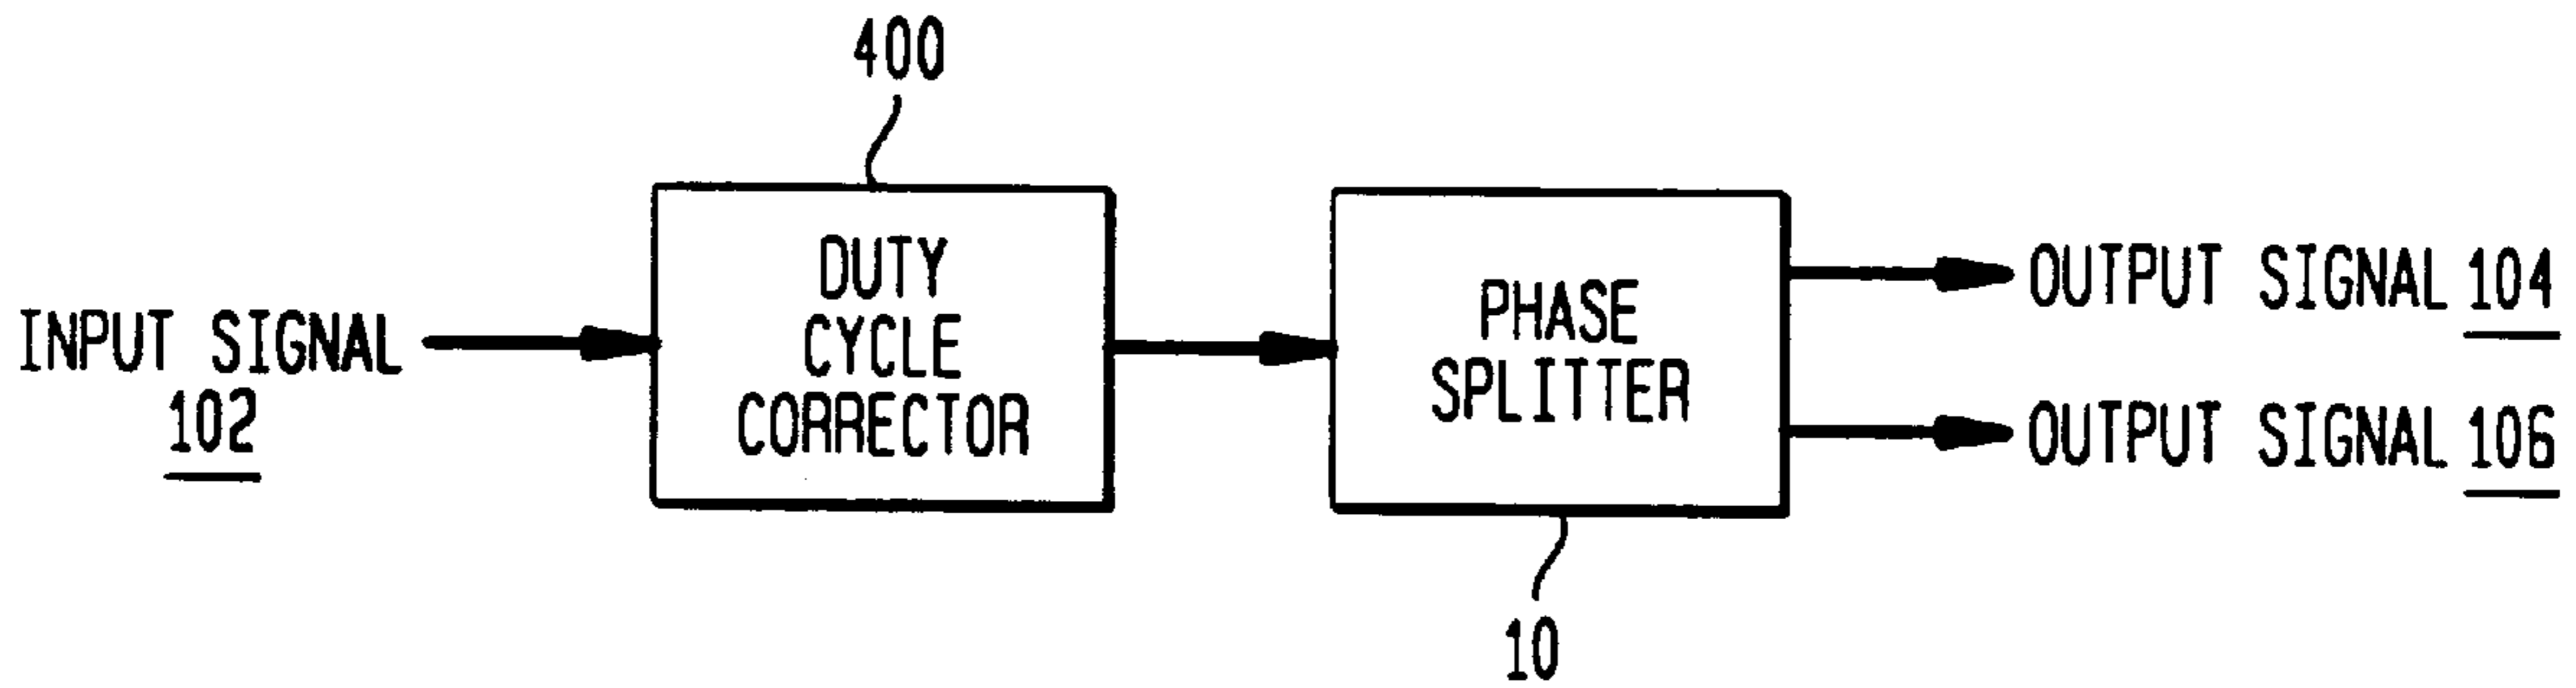 400
DUTY
CYCLE
CORRECTOR
INPUT SIGNAL
102
PHASE
SPLITTER
10
OUTPUT SIGNAL 104
OUTPUT SIGNAL 106